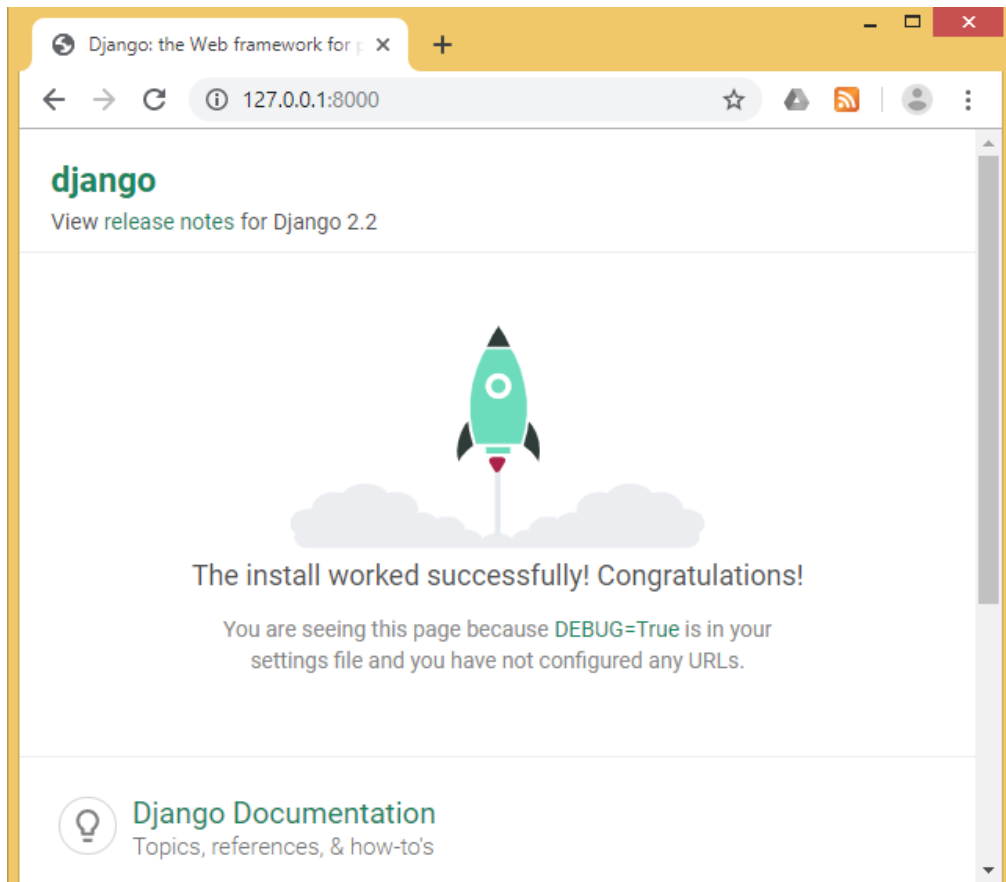 Django: the Web framework for p
127.0.0.1:8000
django
View release notes for Django 2.2
The install worked successfully! Congratulations!
You are seeing this page because DEBUG=True is in your
settings file and you have not configured any URLs.
Django Documentation
Topics, references, & how-to's